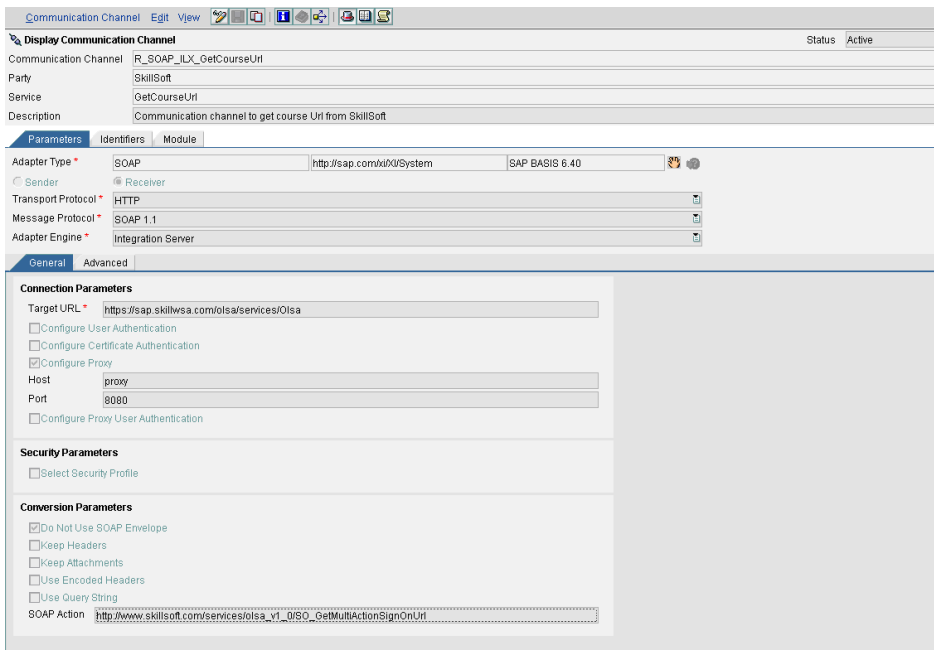 Communication Channel Edit View
Display Communication Channel Status Active
Communication Channel R_SOAP_ILX_GetCourseUrl
Party SkillSoft
Service GetCourseUrl
Description Communication channel to get course Url from SkillSoft
Parameters Identifiers Module
Adapter Type * SOAP http://sap.com/xi/XI/System SAP BASIS 6.40
Sender Receiver
Transport Protocol * HTTP
Message Protocol * SOAP 1.1
Adapter Engine * Integration Server
General Advanced
Connection Parameters
Target URL * https://sap.skillwsa.com/olsa/services/Olsa
Configure User Authentication
Configure Certificate Authentication
Configure Proxy
Host proxy
Port 8080
Configure Proxy User Authentication
Security Parameters
Select Security Profile
Conversion Parameters
Do Not Use SOAP Envelope
Keep Headers
Keep Attachments
Use Encoded Headers
Use Query String
SOAP Action http://www.skillsoft.com/services/olsa_v1_0/SO_GetMultiActionSignOnUrl